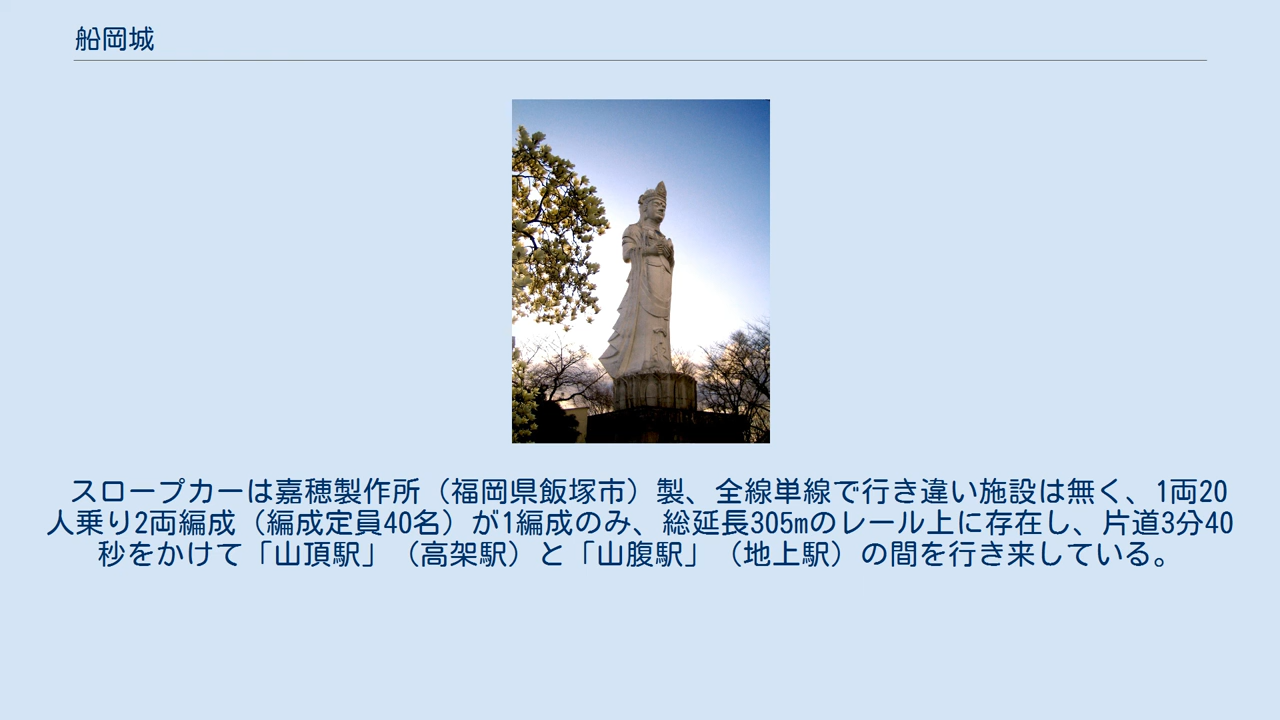 船岡城
スロープカーは嘉穂製作所（福岡県飯塚市）製、全線単線で行き違い施設は無く、1両20
人乗り2両編成（編成定員40名）が1編成のみ、総延長305mのレール上に存在し、片道3分40
秒をかけて「山頂駅」（高架駅）と「山腹駅」（地上駅）の間を行き来している。